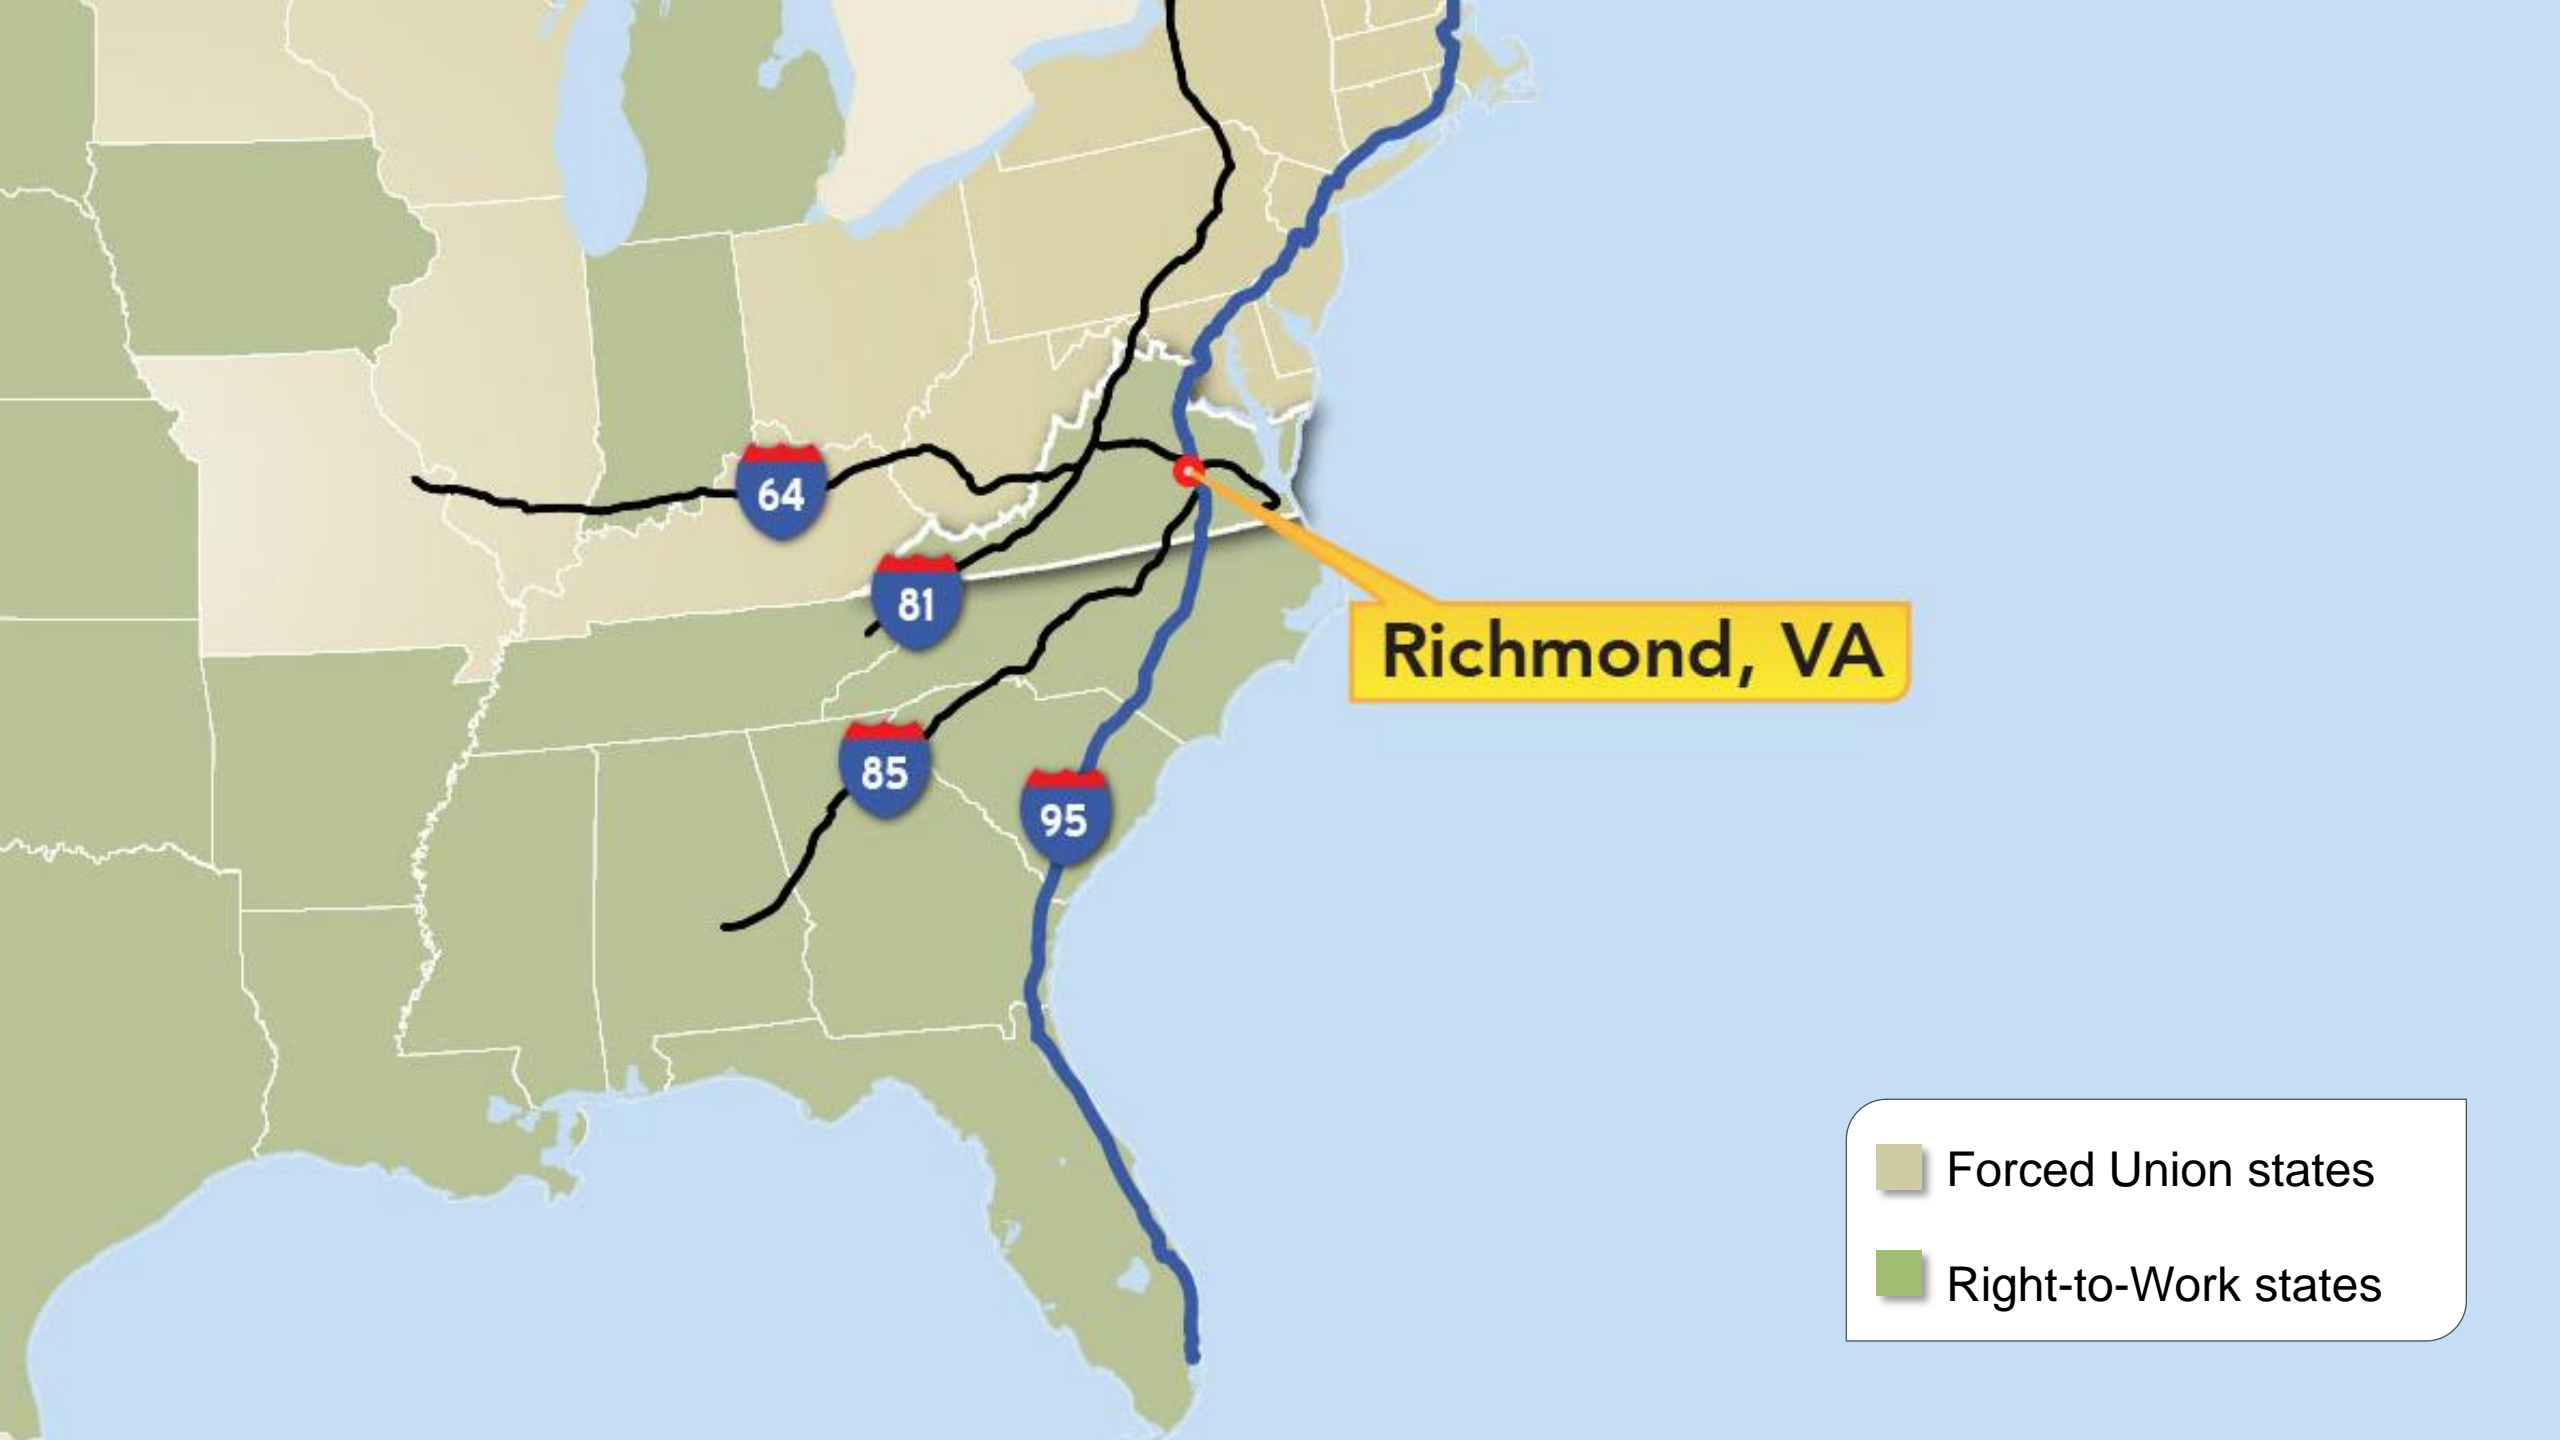 64
81
Richmond, VA
85
95
Forced Union states
Right-to-Work states